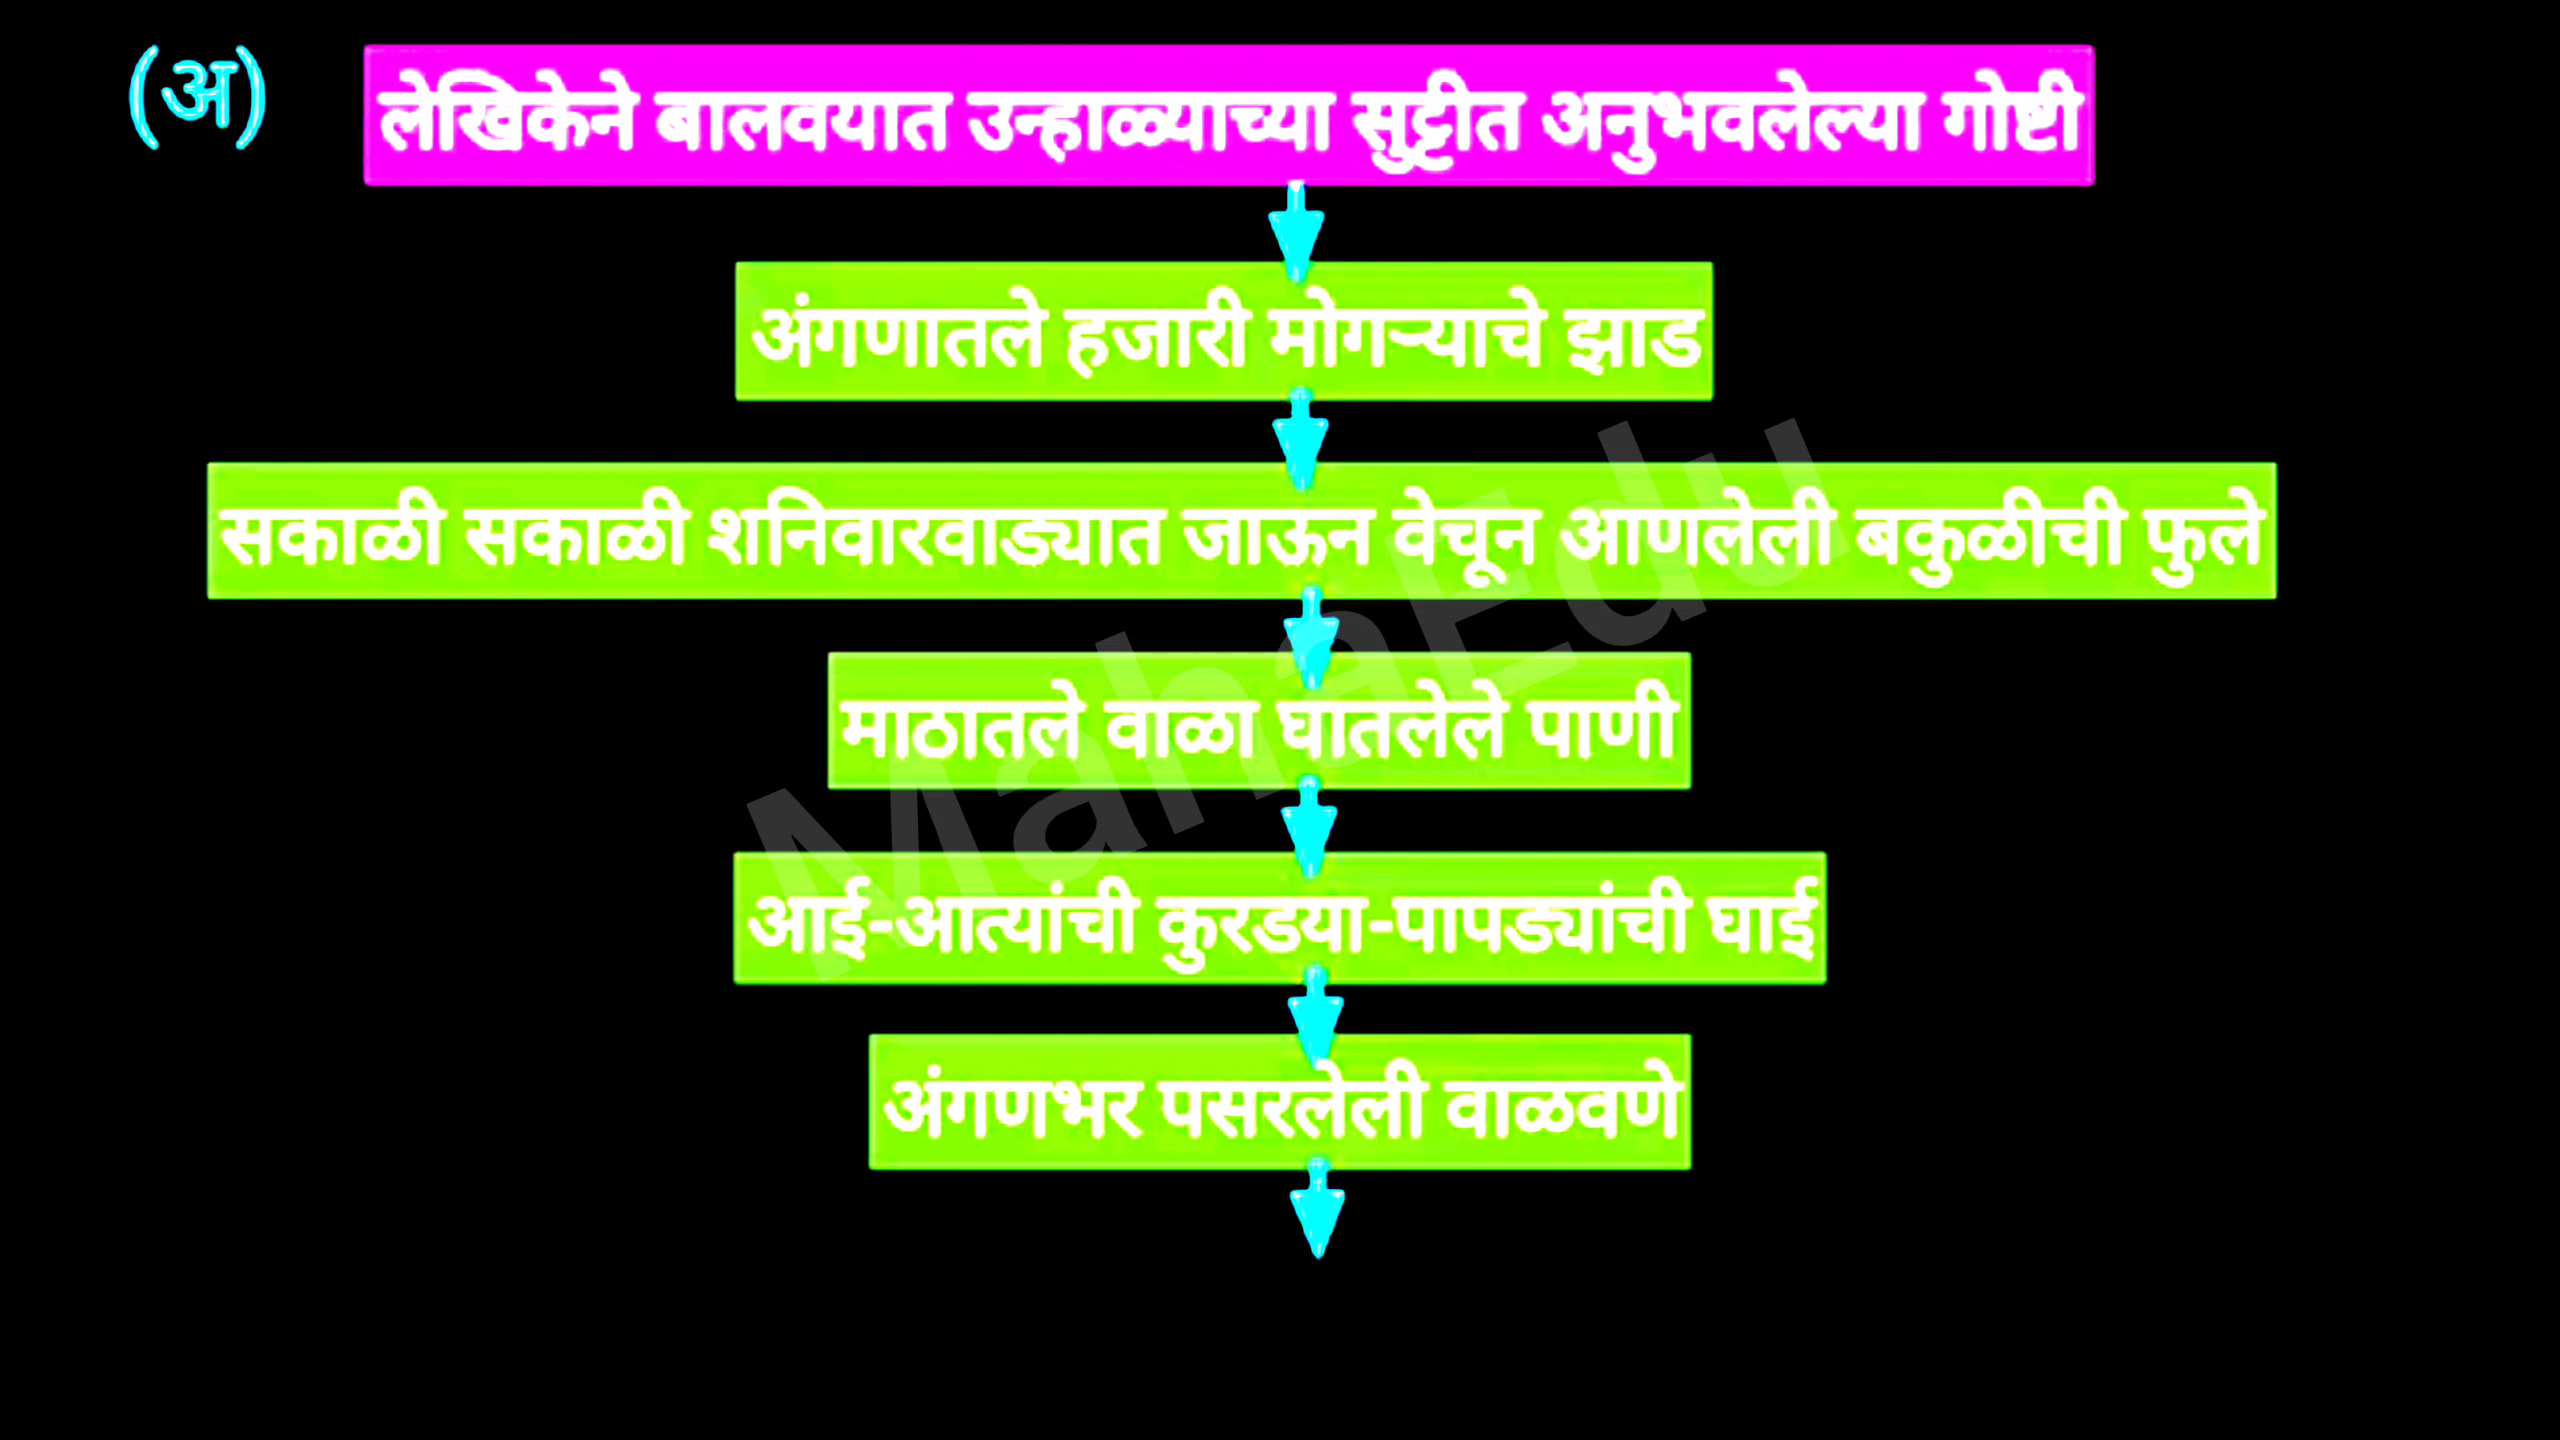 (अ)
लेखिकेने बालवयात उन्हाळ्याच्या सुट्टीत अनुभवलेल्या गोष्टी
अंगणातले हजारी मोगऱ्याचे झाड
सकाळी सकाळी शनिवारवाड्यात जाऊन वेचून आणलेली बकुळीची फुले
माठातले वाळा घातलेले पाणी
आई-आत्यांची कुरडया-पापड्यांची घाई
अंगणभर पसरलेली वाळवणे
MahaEdu